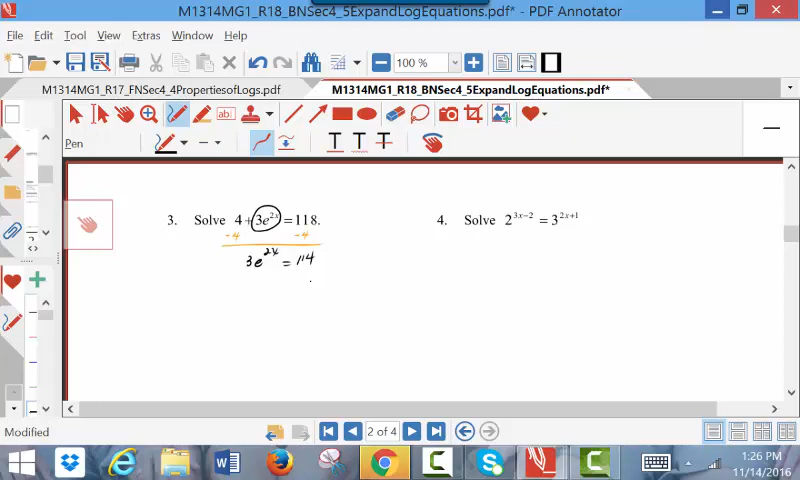 M1314MG1_R18_BNSec4_5ExpandLogEquations.pdf* - PDF Annotator
File Edit Tool View Extras Window Help
100 %
M1314MG1_R17_FNSec4_4PropertiesofLogs.pdf
M1314MG1_R18_BNSec4_5ExpandLogEquations.pdf*
ab|
Pen
T T T
3. Solve 4 + 3e^{2x} = 118.
-4 -4
3e^{2x} = 114
4. Solve 2^{3x-2} = 3^{2x+1}
2 of 4
Modified
1:26 PM
11/14/2016